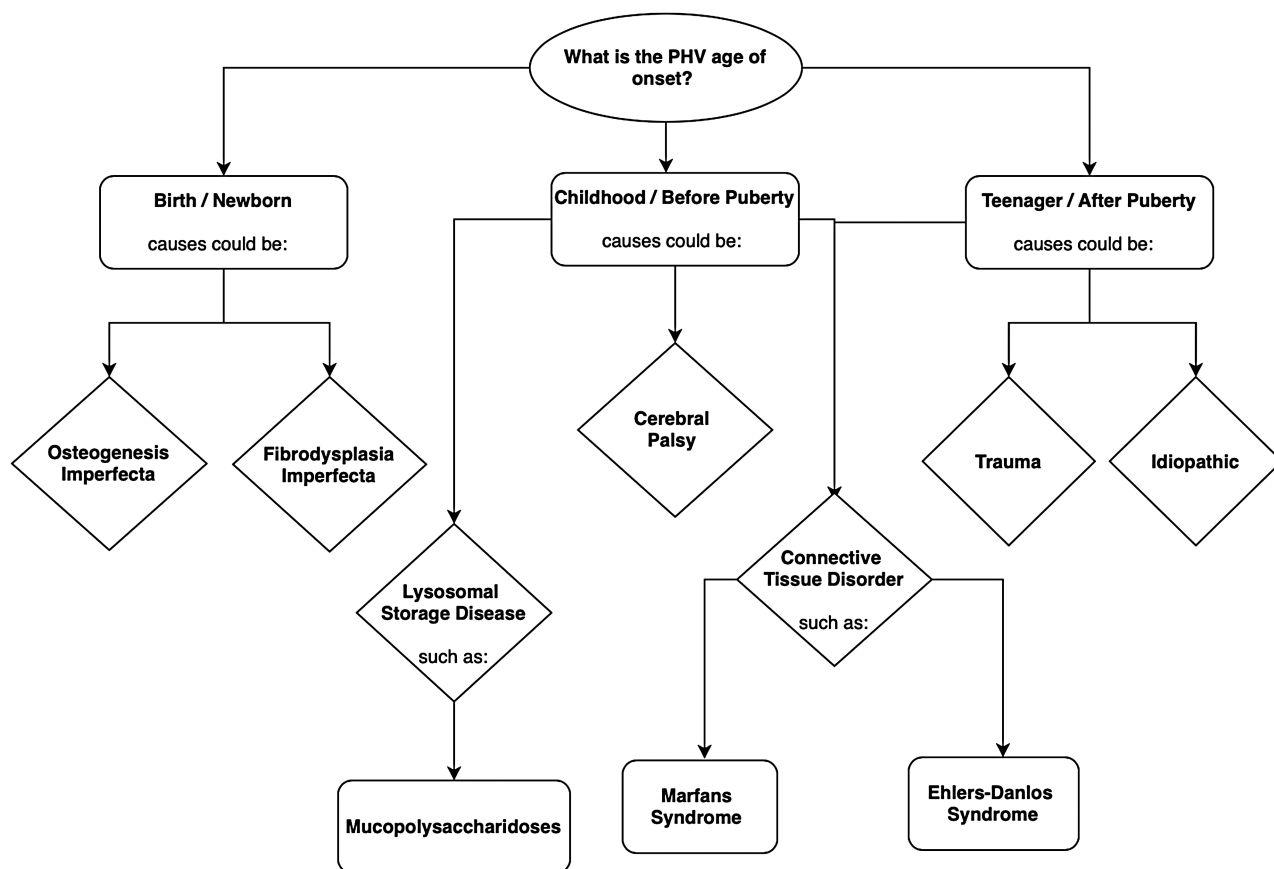 What is the PHV age of
onset?
Birth / Newborn
causes could be:
Childhood / Before Puberty
causes could be:
Teenager / After Puberty
causes could be:
Osteogenesis
Imperfecta
Fibrodysplasia
Imperfecta
Cerebral
Palsy
Trauma
Idiopathic
Lysosomal
Storage Disease
such as:
Connective
Tissue Disorder
such as:
Mucopolysaccharidoses
Marfans
Syndrome
Ehlers-Danlos
Syndrome